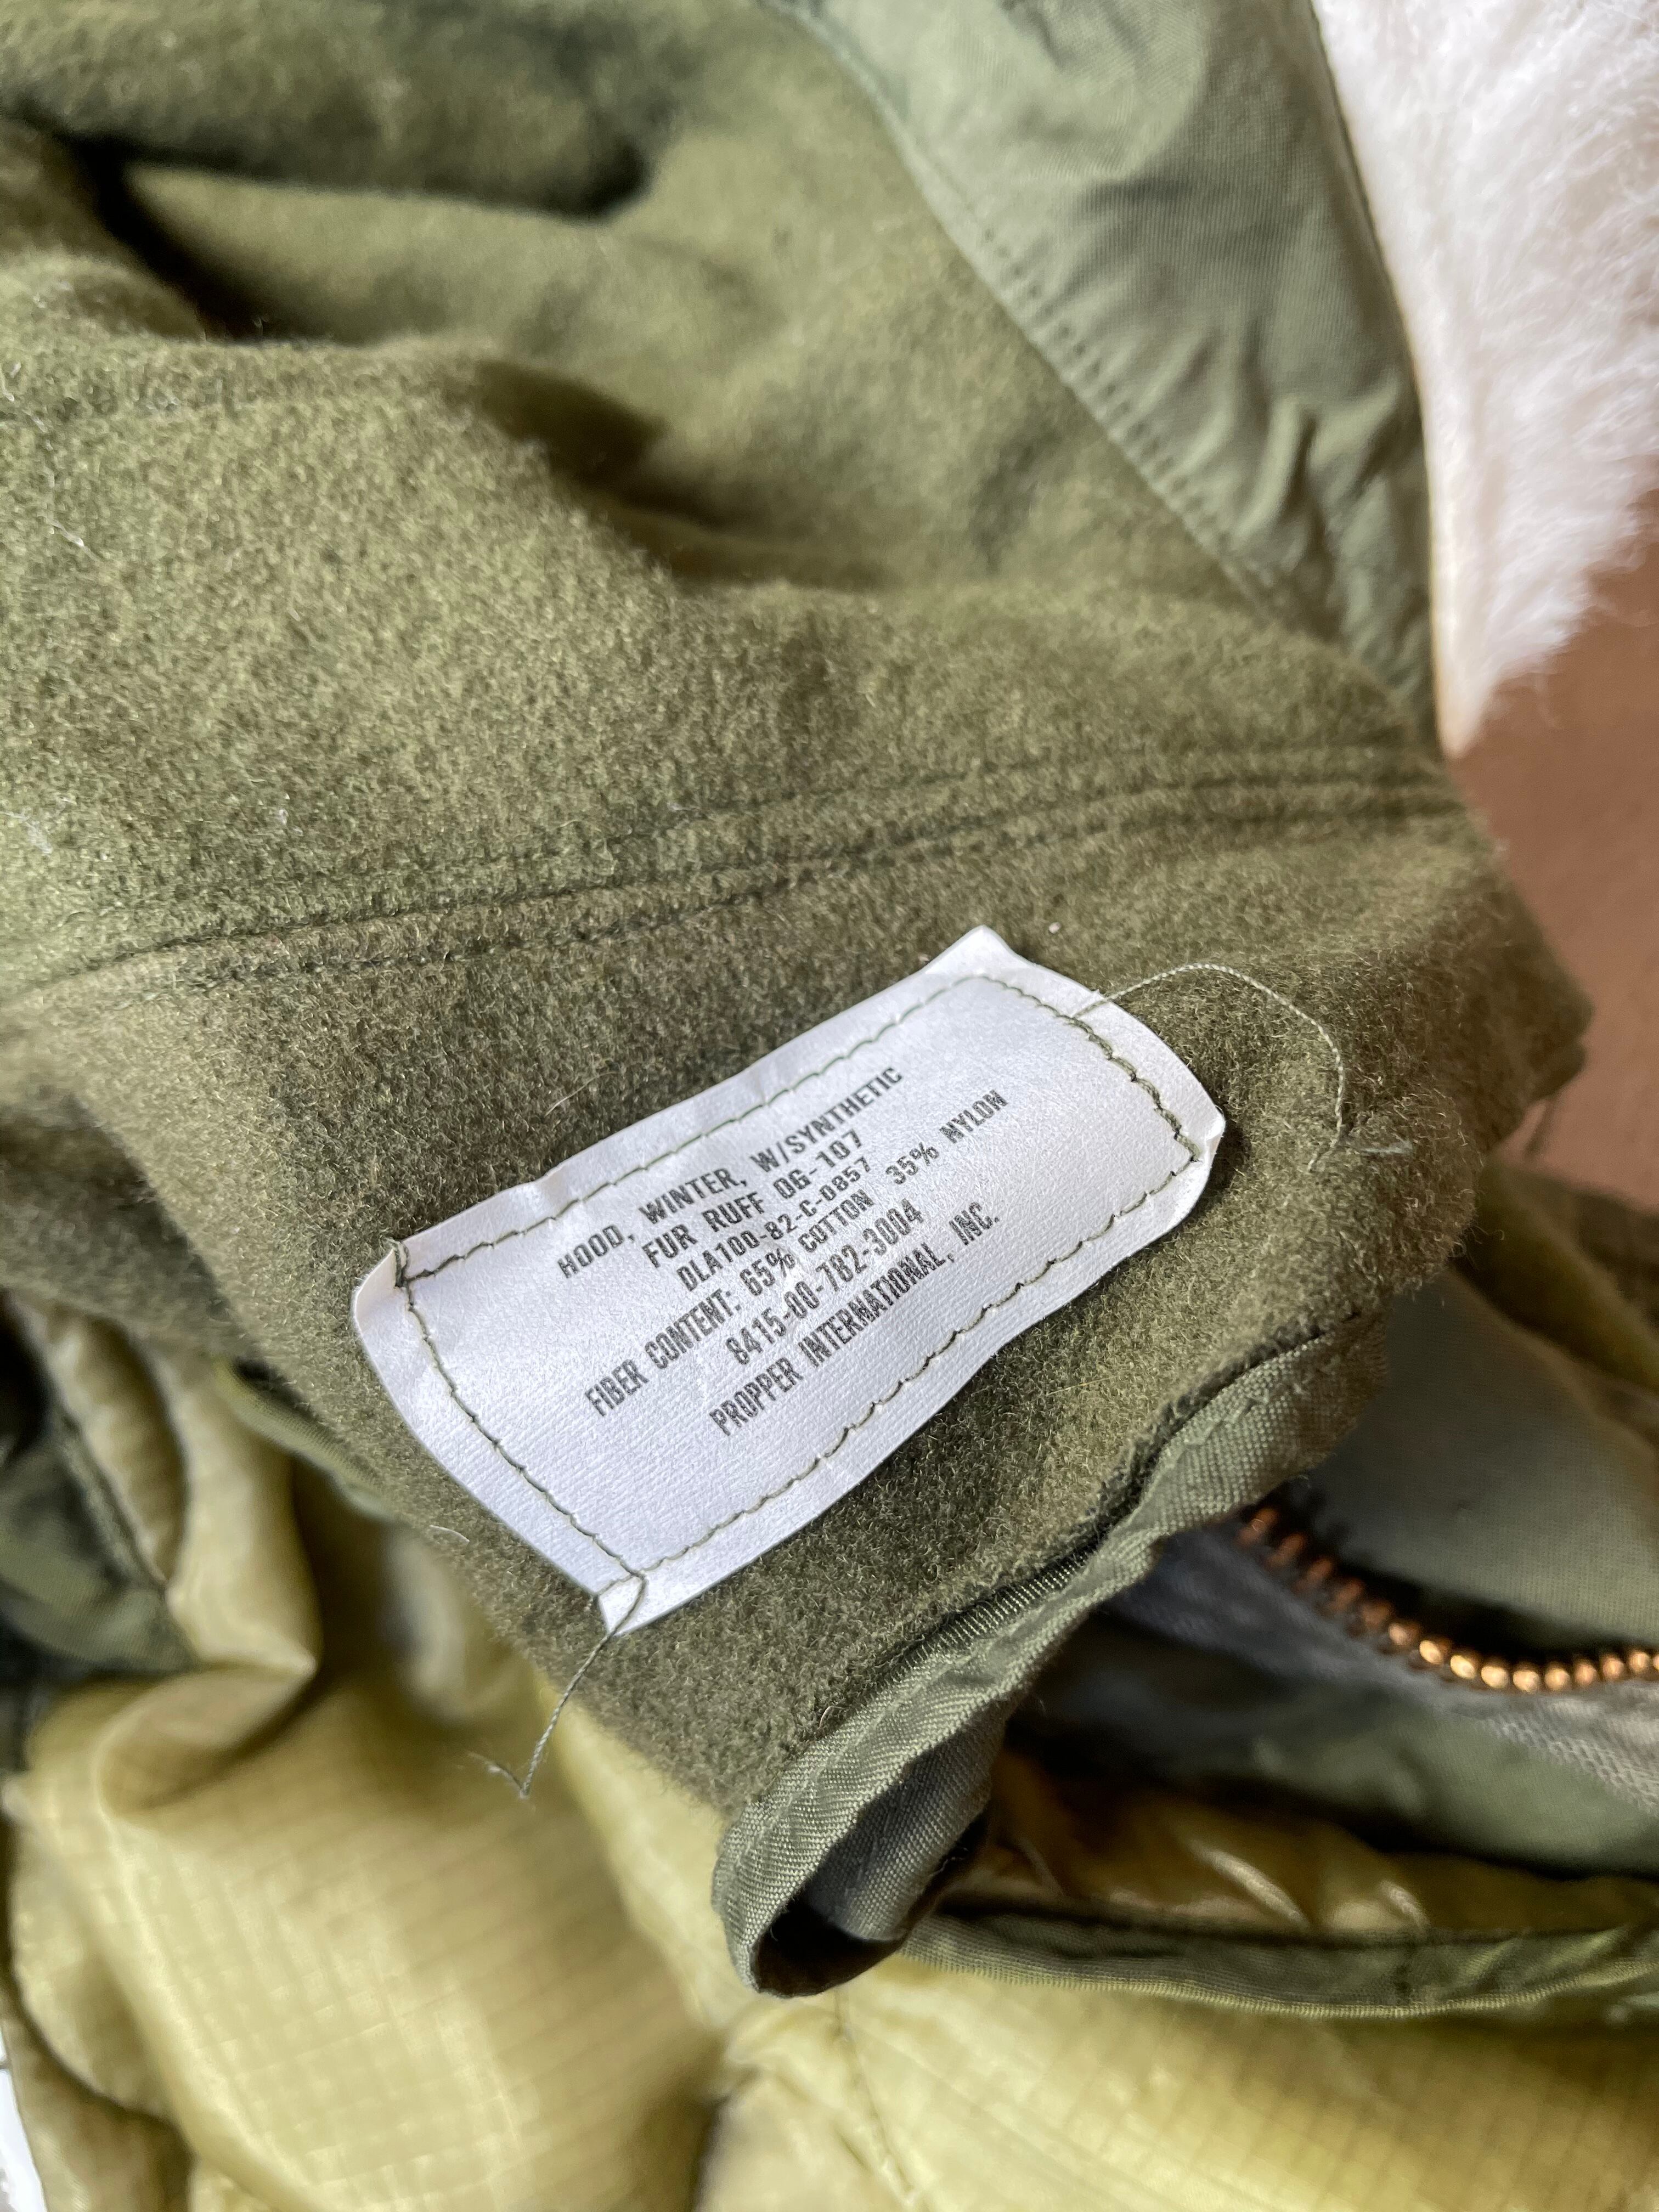 HOOD, WINTER, W/SYNTHETIC
FUR RUFF OG-107
DLA100-82-C-0857
FIBER CONTENT: 65% COTTON 35% NYLON
8415-00-782-3004
PROPPER INTERNATIONAL, INC.